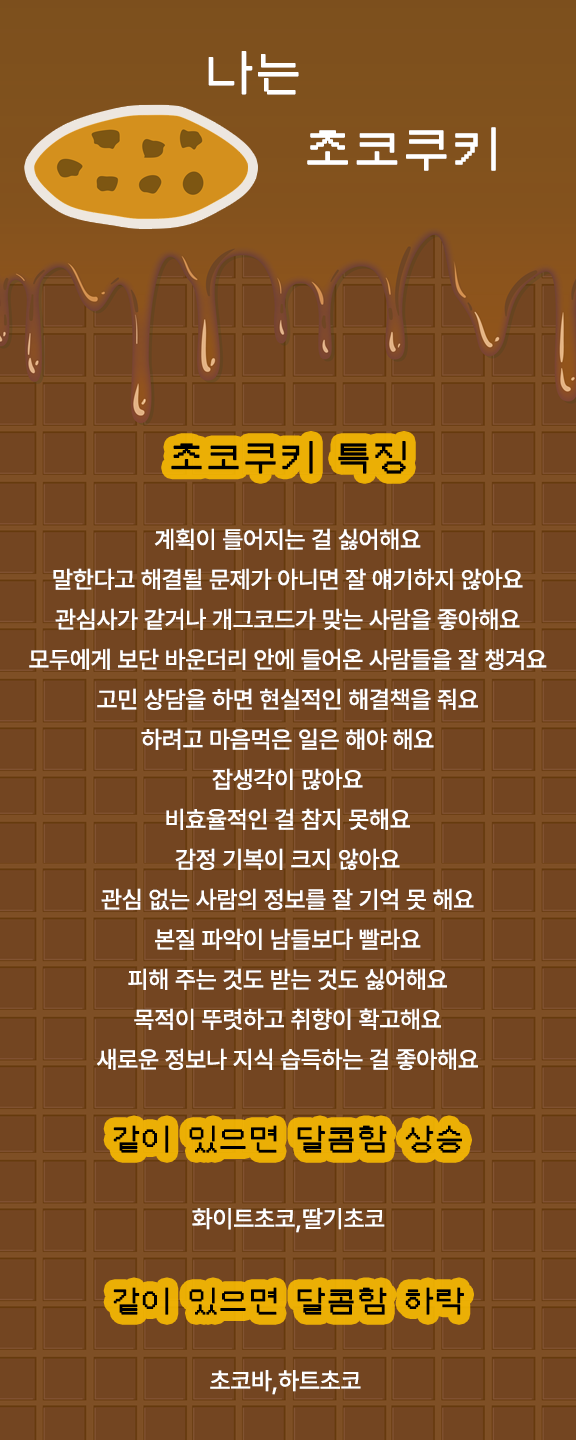 나는
초코쿠키
초코쿠키 특징
계획이 틀어지는 걸 싫어해요
말한다고 해결될 문제가 아니면 잘 얘기하지 않아요
관심사가 같거나 개그코드가 맞는 사람을 좋아해요
모두에게 보단 바운더리 안에 들어온 사람들을 잘 챙겨요
고민 상담을 하면 현실적인 해결책을 줘요
하려고 마음먹은 일은 해야 해요
잡생각이 많아요
비효율적인 걸 참지 못해요
감정 기복이 크지 않아요
관심 없는 사람의 정보를 잘 기억 못 해요
본질 파악이 남들보다 빨라요
피해 주는 것도 받는 것도 싫어해요
목적이 뚜렷하고 취향이 확고해요
새로운 정보나 지식 습득하는 걸 좋아해요
같이 있으면 달콤함 상승
화이트초코,딸기초코
같이 있으면 달콤함 하락
초코바,하트초코